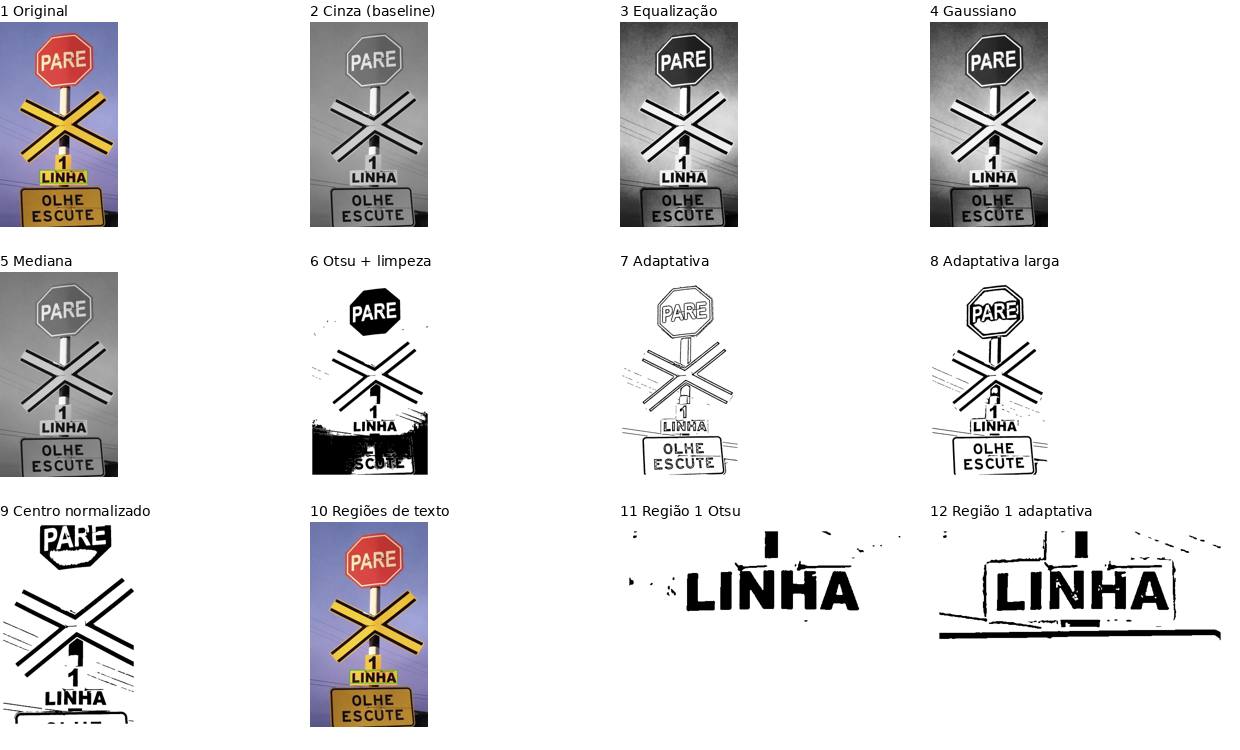 1 Original
PARE
1
LINHA
OLHE
ESCUTE
2 Cinza (baseline)
PARE
1
LINHA
OLHE
ESCUTE
3 Equalização
PARE
1
LINHA
OLHE
ESCUTE
4 Gaussiano
PARE
1
LINHA
OLHE
ESCUTE
5 Mediana
PARE
1
LINHA
OLHE
ESCUTE
6 Otsu + limpeza
PARE
1
LINHA
7 Adaptativa
PARE
1
LINHA
OLHE
ESCUTE
8 Adaptativa larga
PARE
1
LINHA
OLHE
ESCUTE
9 Centro normalizado
PARE
1
LINHA
10 Regiões de texto
PARE
1
LINHA
OLHE
ESCUTE
11 Região 1 Otsu
LINHA
12 Região 1 adaptativa
LINHA